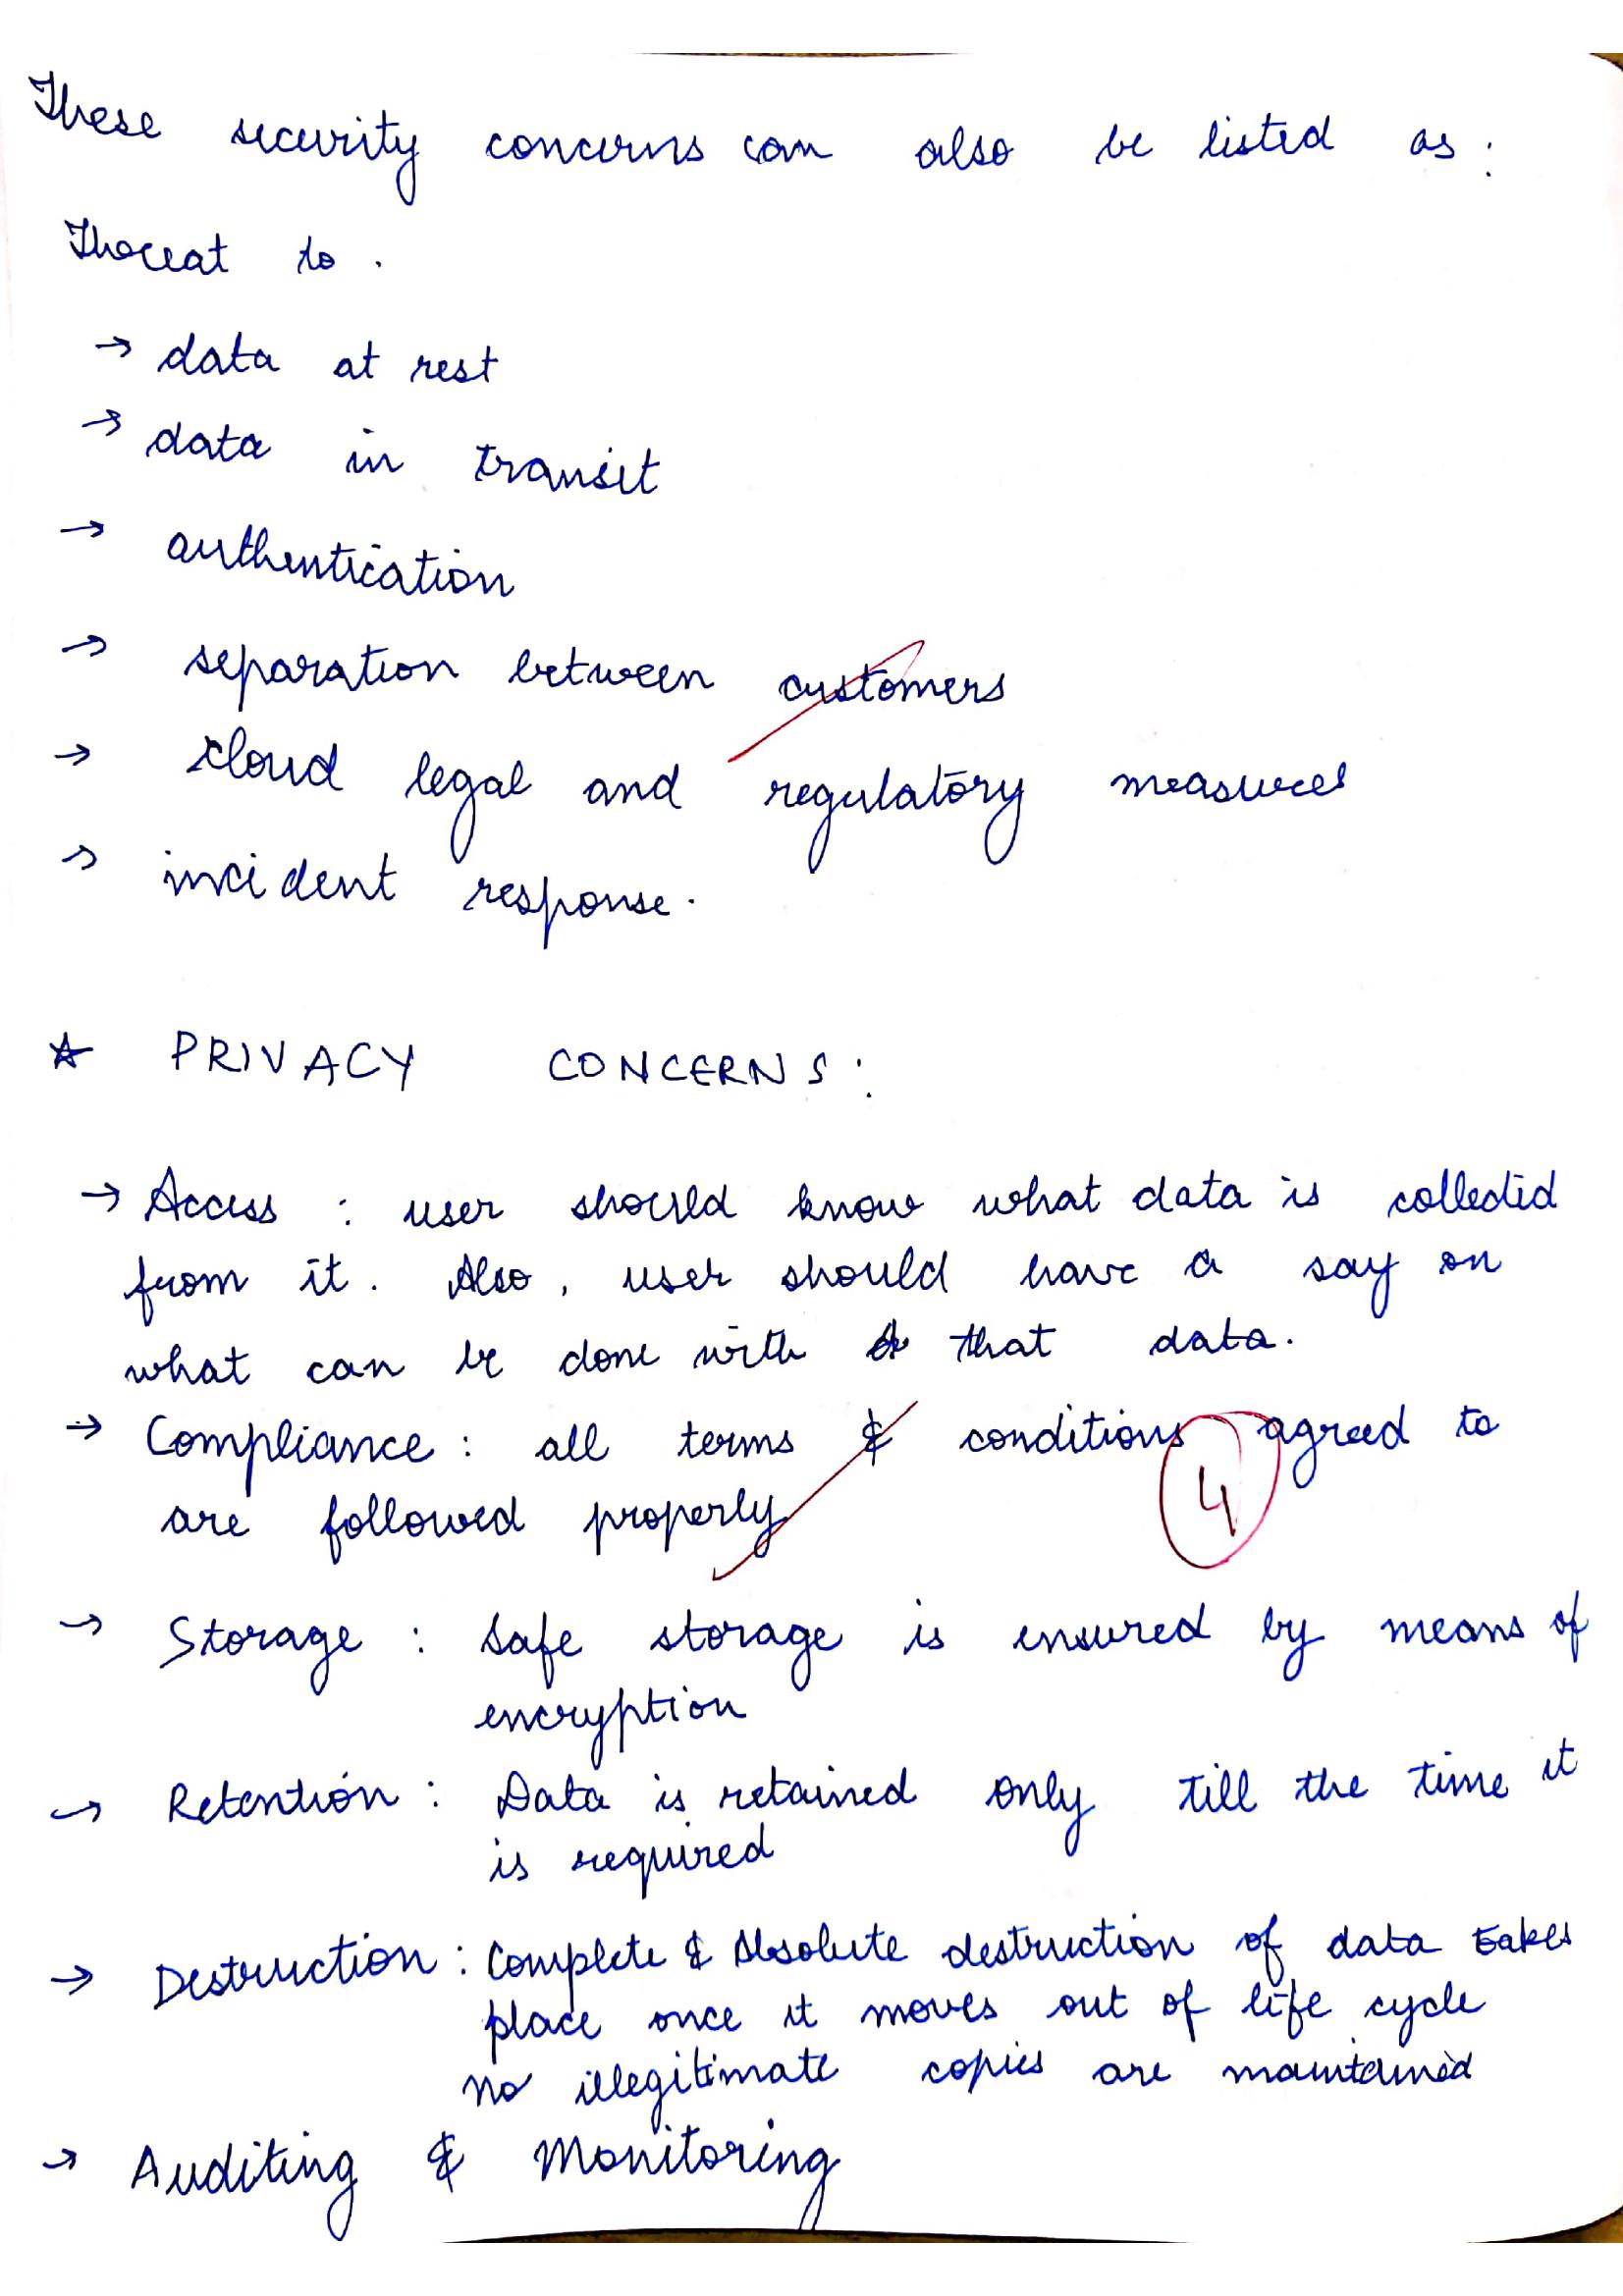 These security concerns can also be listed as :
Threat to .
→ data at rest
→ data in transit
→ authentication
→ separation between customers
→ cloud legal and regulatory measures
→ incident response.
☆ PRIVACY CONCERNS :
→ Access : user should know what data is collected
from it. Also, user should have a say on
what can be done with that data.
→ Compliance : all terms & conditions agreed to
are followed properly
4
→ Storage : Safe storage is ensured by means of
encryption
→ Retention : Data is retained only till the time it
is required
→ Destruction : Complete & Absolute destruction of data takes
place once it moves out of life cycle
no illegitimate copies are maintained
→ Auditing & Monitoring